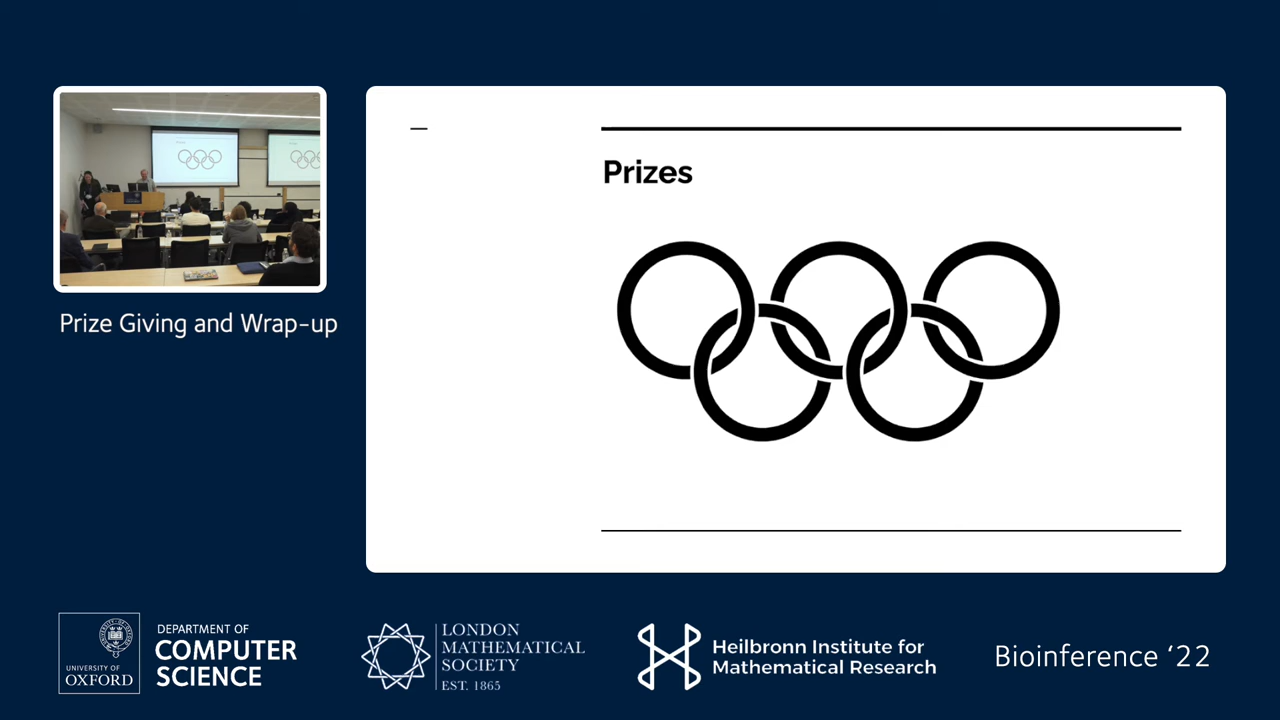 Prizes
Prize Giving and Wrap-up
UNIVERSITY OF
OXFORD
DEPARTMENT OF
COMPUTER
SCIENCE
LONDON
MATHEMATICAL
SOCIETY
EST. 1865
Heilbronn Institute for
Mathematical Research
Bioinference ‘22